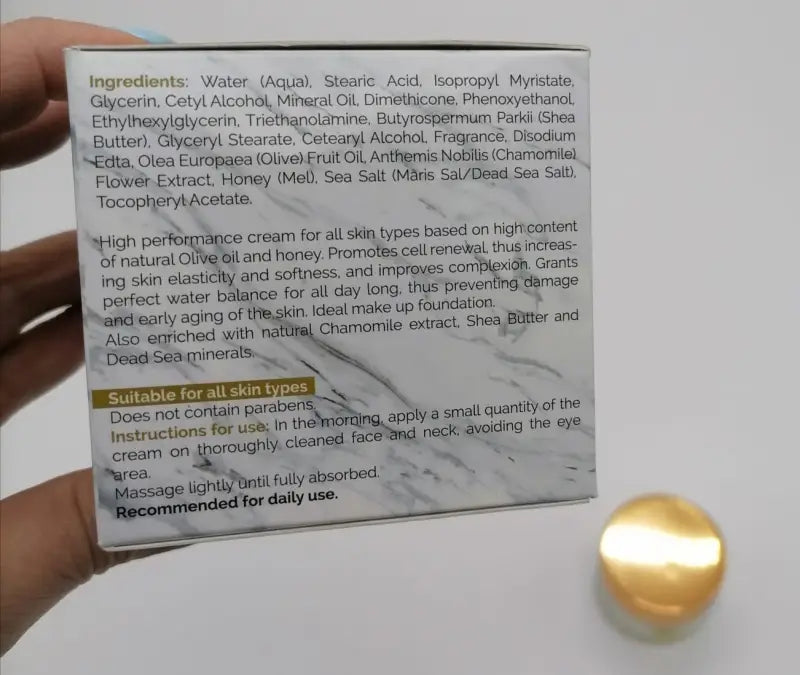 Ingredients: Water (Aqua), Stearic Acid, Isopropyl Myristate,
Glycerin, Cetyl Alcohol, Mineral Oil, Dimethicone, Phenoxyethanol,
Ethylhexylglycerin, Triethanolamine, Butyrospermum Parkii (Shea
Butter), Glyceryl Stearate, Cetearyl Alcohol, Fragrance, Disodium
Edta, Olea Europaea (Olive) Fruit Oil, Anthemis Nobilis (Chamomile)
Flower Extract, Honey (Mel), Sea Salt (Maris Sal/Dead Sea Salt),
Tocopheryl Acetate.
High performance cream for all skin types based on high content
of natural Olive oil and honey. Promotes cell renewal, thus increas-
ing skin elasticity and softness, and improves complexion. Grants
perfect water balance for all day long, thus preventing damage
and early aging of the skin. Ideal make up foundation.
Also enriched with natural Chamomile extract, Shea Butter and
Dead Sea minerals.
Suitable for all skin types
Does not contain parabens.
Instructions for use: In the morning, apply a small quantity of the
cream on thoroughly cleaned face and neck, avoiding the eye
area.
Massage lightly until fully absorbed.
Recommended for daily use.